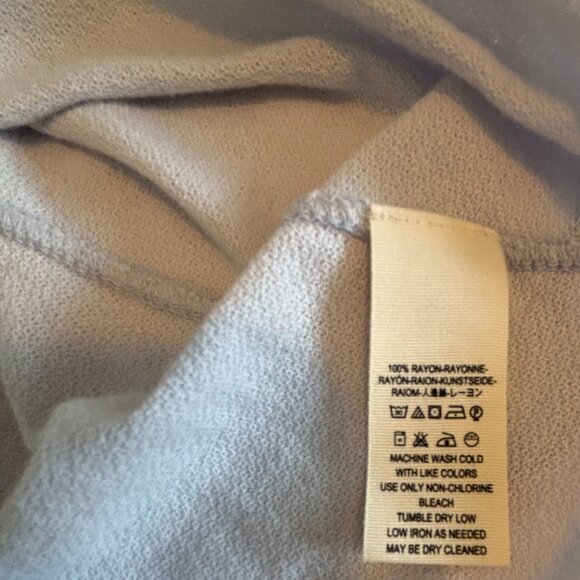 100% RAYON-RAYONNE-
RAYÓN-RAION-KUNSTSEIDE-
RAIOM-人造絲-レーヨン
MACHINE WASH COLD
WITH LIKE COLORS
USE ONLY NON-CHLORINE
BLEACH
TUMBLE DRY LOW
LOW IRON AS NEEDED
MAY BE DRY CLEANED